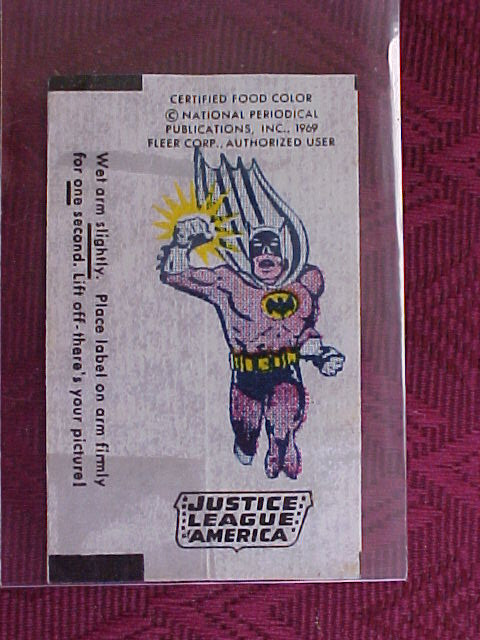 CERTIFIED FOOD COLOR
© NATIONAL PERIODICAL
PUBLICATIONS, INC., 1969
FLEER CORP., AUTHORIZED USER
Wet arm slightly. Place label on arm firmly
for one second. Lift off-there's your picture!
JUSTICE
LEAGUE
OF AMERICA